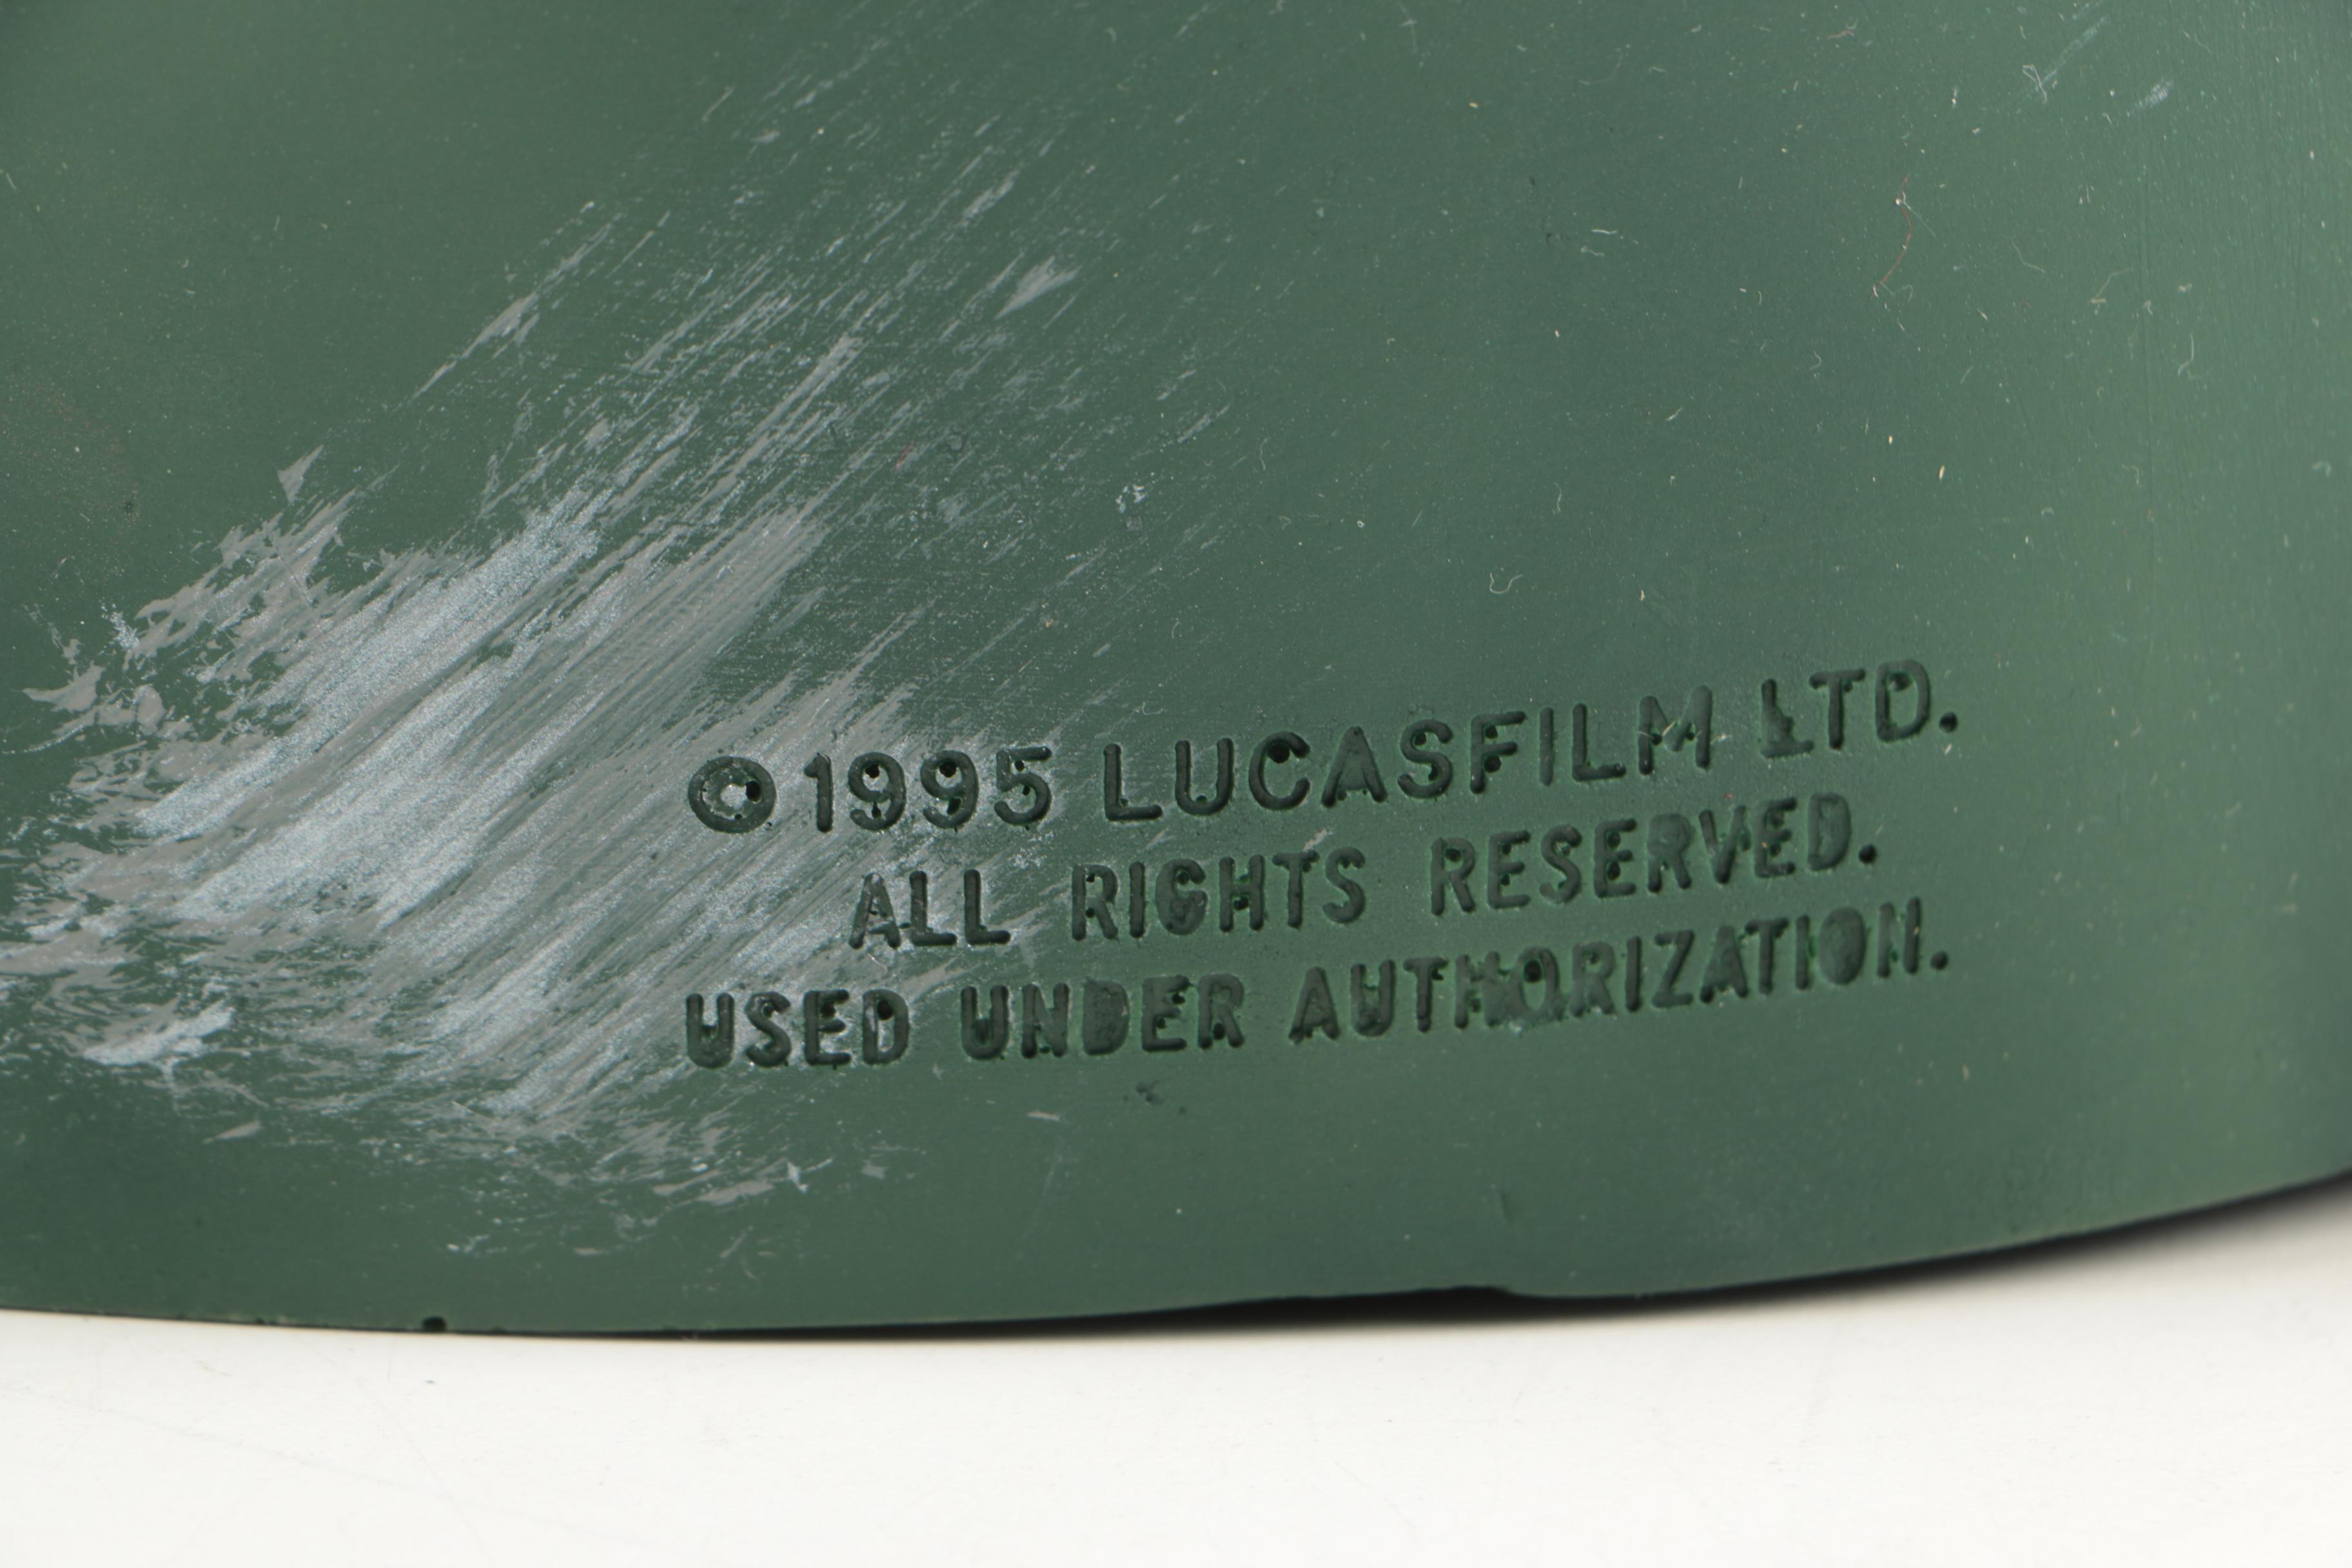 ©1995 LUCASFILM LTD.
ALL RIGHTS RESERVED.
USED UNDER AUTHORIZATION.